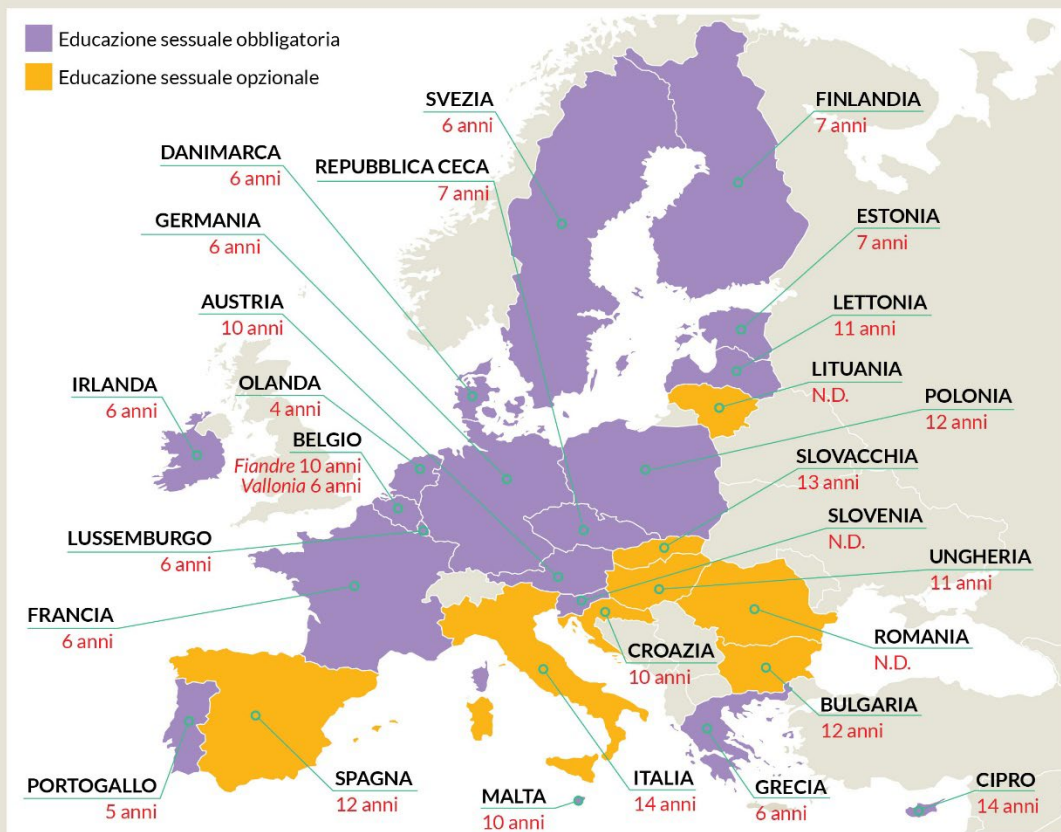 Educazione sessuale obbligatoria
Educazione sessuale opzionale
SVEZIA
6 anni
FINLANDIA
7 anni
DANIMARCA
6 anni
REPUBBLICA CECA
7 anni
GERMANIA
6 anni
ESTONIA
7 anni
AUSTRIA
10 anni
LETTONIA
11 anni
IRLANDA
6 anni
OLANDA
4 anni
LITUANIA
N.D.
POLONIA
12 anni
BELGIO
Fiandre 10 anni
Vallonia 6 anni
SLOVACCHIA
13 anni
LUSSEMBURGO
6 anni
SLOVENIA
N.D.
UNGHERIA
11 anni
FRANCIA
6 anni
CROAZIA
10 anni
ROMANIA
N.D.
BULGARIA
12 anni
PORTOGALLO
5 anni
SPAGNA
12 anni
MALTA
10 anni
ITALIA
14 anni
GRECIA
6 anni
CIPRO
14 anni